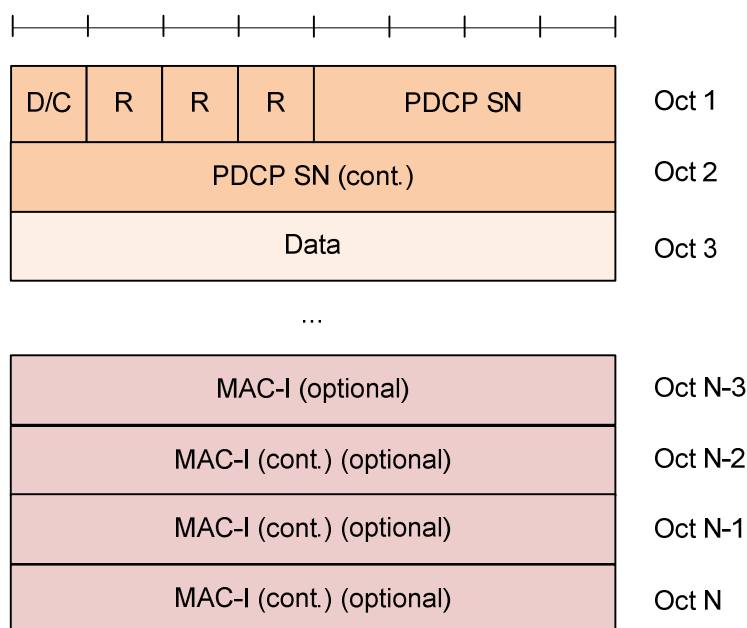 D/C R R R PDCP SN Oct 1
PDCP SN (cont.) Oct 2
Data Oct 3
...
MAC-I (optional) Oct N-3
MAC-I (cont.) (optional) Oct N-2
MAC-I (cont.) (optional) Oct N-1
MAC-I (cont.) (optional) Oct N